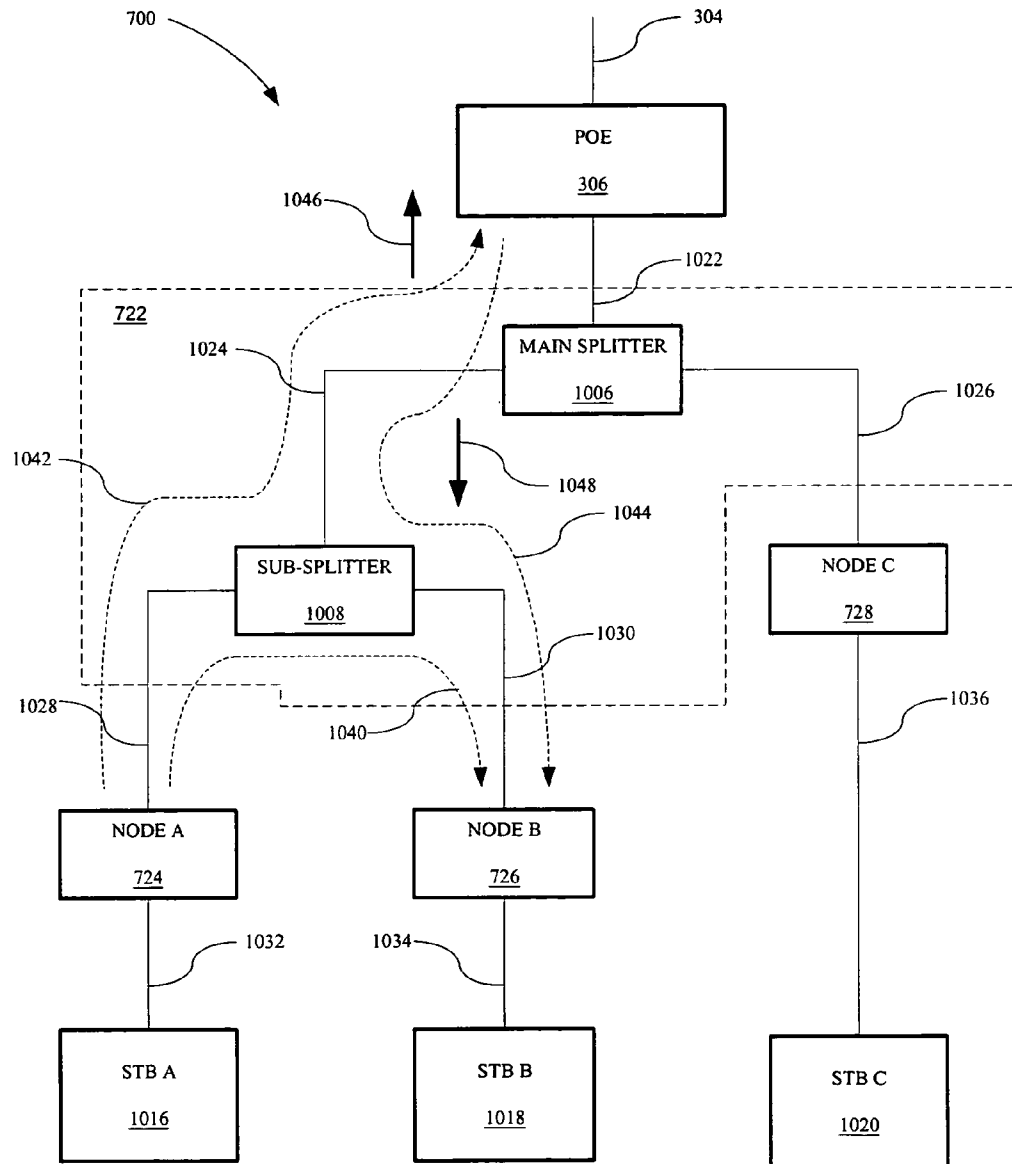 700
304
POE
306
1046
1022
722
MAIN SPLITTER
1006
1024
1026
1042
1048
1044
SUB-SPLITTER
1008
NODE C
728
1030
1028
1040
1036
NODE A
724
NODE B
726
1032
1034
STB A
1016
STB B
1018
STB C
1020